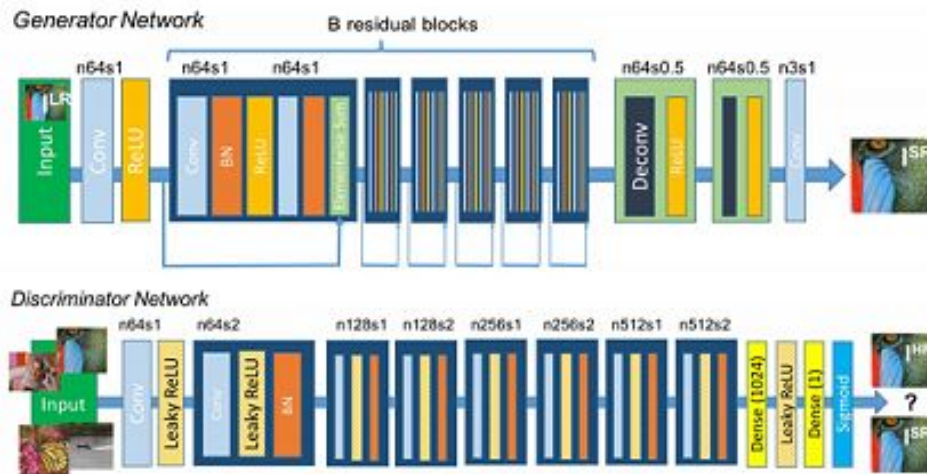 Generator Network
B residual blocks
n64s1
n64s1
n64s1
n64s0.5
n64s0.5
n3s1
LR
Input
Conv
ReLU
Conv
BN
ReLU
Elementwise Sum
Deconv
ReLU
Conv
I SR
Discriminator Network
n64s1
n64s2
n128s1
n128s2
n256s1
n256s2
n512s1
n512s2
Input
Conv
Leaky ReLU
Conv
Leaky ReLU
BN
Dense (1024)
Leaky ReLU
Dense (1)
Sigmoid
I HR
?
I SR